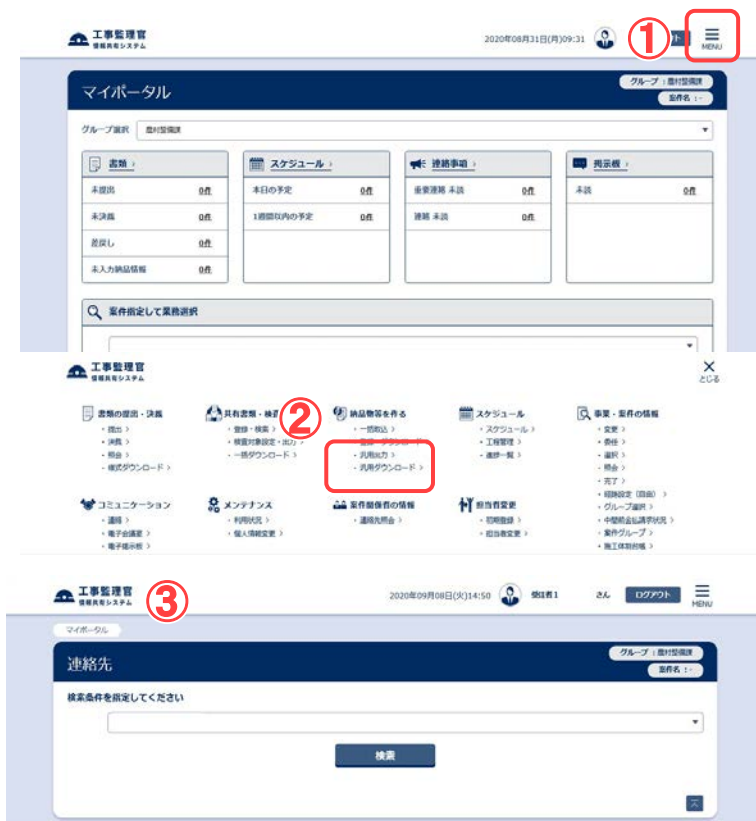 工事監理官
情報共有システム
2020年08月31日(月)09:31
①
MENU
マイポータル
グループ : 農村整備課
案件名 : -
グループ選択
農村整備課
書類 ›
スケジュール ›
連絡事項 ›
掲示板 ›
未提出 0件
本日の予定 0件
重要連絡 未読 0件
未読 0件
未決裁 0件
1週間以内の予定 0件
連絡 未読 0件
差戻し 0件
未入力納品情報 0件
案件指定して業務選択
工事監理官
情報共有システム
とじる
②
書類の提出・決裁
・提出 ›
・決裁 ›
・照会 ›
・様式ダウンロード ›
共有書類・検査
・登録・検索 ›
・検査対象設定・出力 ›
・一括ダウンロード ›
納品物等を作る
・一括取込 ›
・登録・ダウンロード
・汎用出力 ›
・汎用ダウンロード ›
スケジュール
・スケジュール ›
・工程管理 ›
・進捗一覧 ›
事業・案件の情報
・変更 ›
・委任 ›
・選択 ›
・照会 ›
・完了 ›
・経路設定(自由) ›
・グループ選択 ›
・中間前金払請求状況 ›
・案件グループ ›
・施工体制台帳 ›
コミュニケーション
・連絡 ›
・電子会議室 ›
・電子掲示板 ›
メンテナンス
・利用状況 ›
・個人情報変更 ›
案件関係者の情報
・連絡先照会 ›
担当者変更
・初期登録 ›
・担当者変更 ›
工事監理官
情報共有システム
③
2020年09月08日(火)14:50
受注者1
さん
ログアウト
MENU
マイポータル
連絡先
グループ : 農村整備課
案件名 : -
検索条件を指定してください
検索